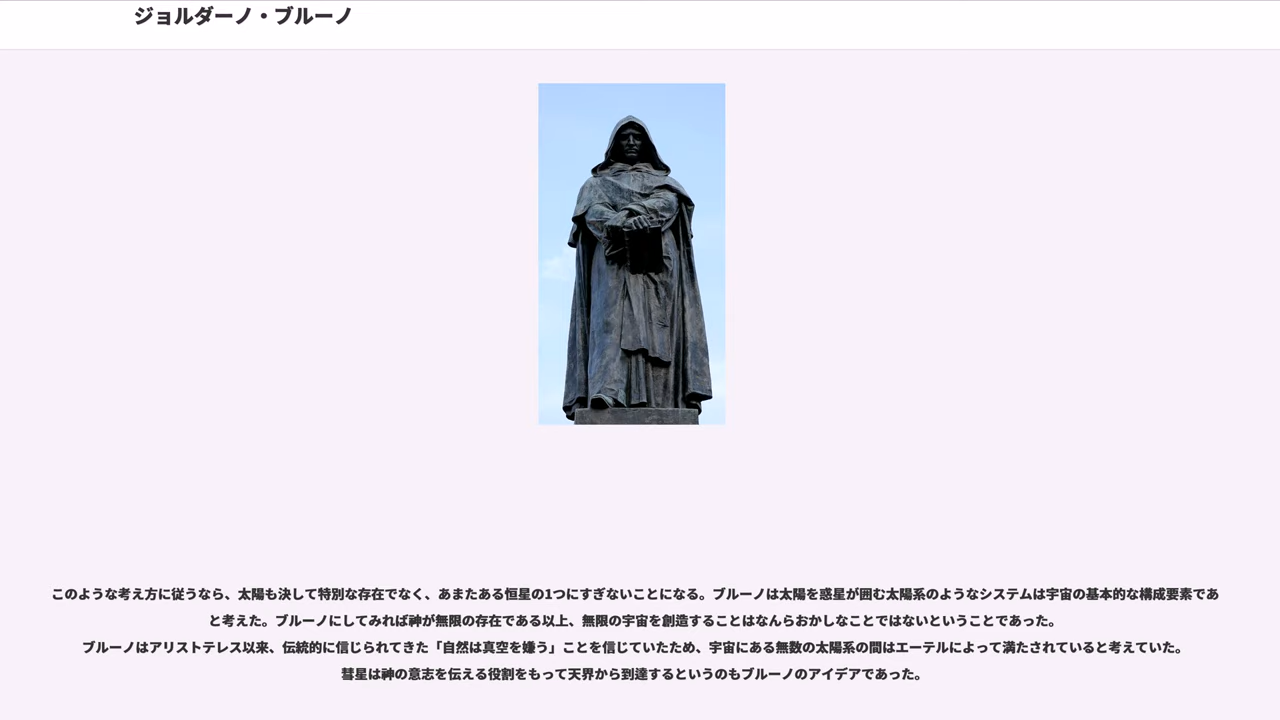 ジョルダーノ・ブルーノ
このような考え方に従うなら、太陽も決して特別な存在でなく、あまたある恒星の1つにすぎないことになる。ブルーノは太陽を惑星が囲む太陽系のようなシステムは宇宙の基本的な構成要素であ
と考えた。ブルーノにしてみれば神が無限の存在である以上、無限の宇宙を創造することはなんらおかしなことではないということであった。
ブルーノはアリストテレス以来、伝統的に信じられてきた「自然は真空を嫌う」ことを信じていたため、宇宙にある無数の太陽系の間はエーテルによって満たされていると考えていた。
彗星は神の意志を伝える役割をもって天界から到達するというのもブルーノのアイデアであった。